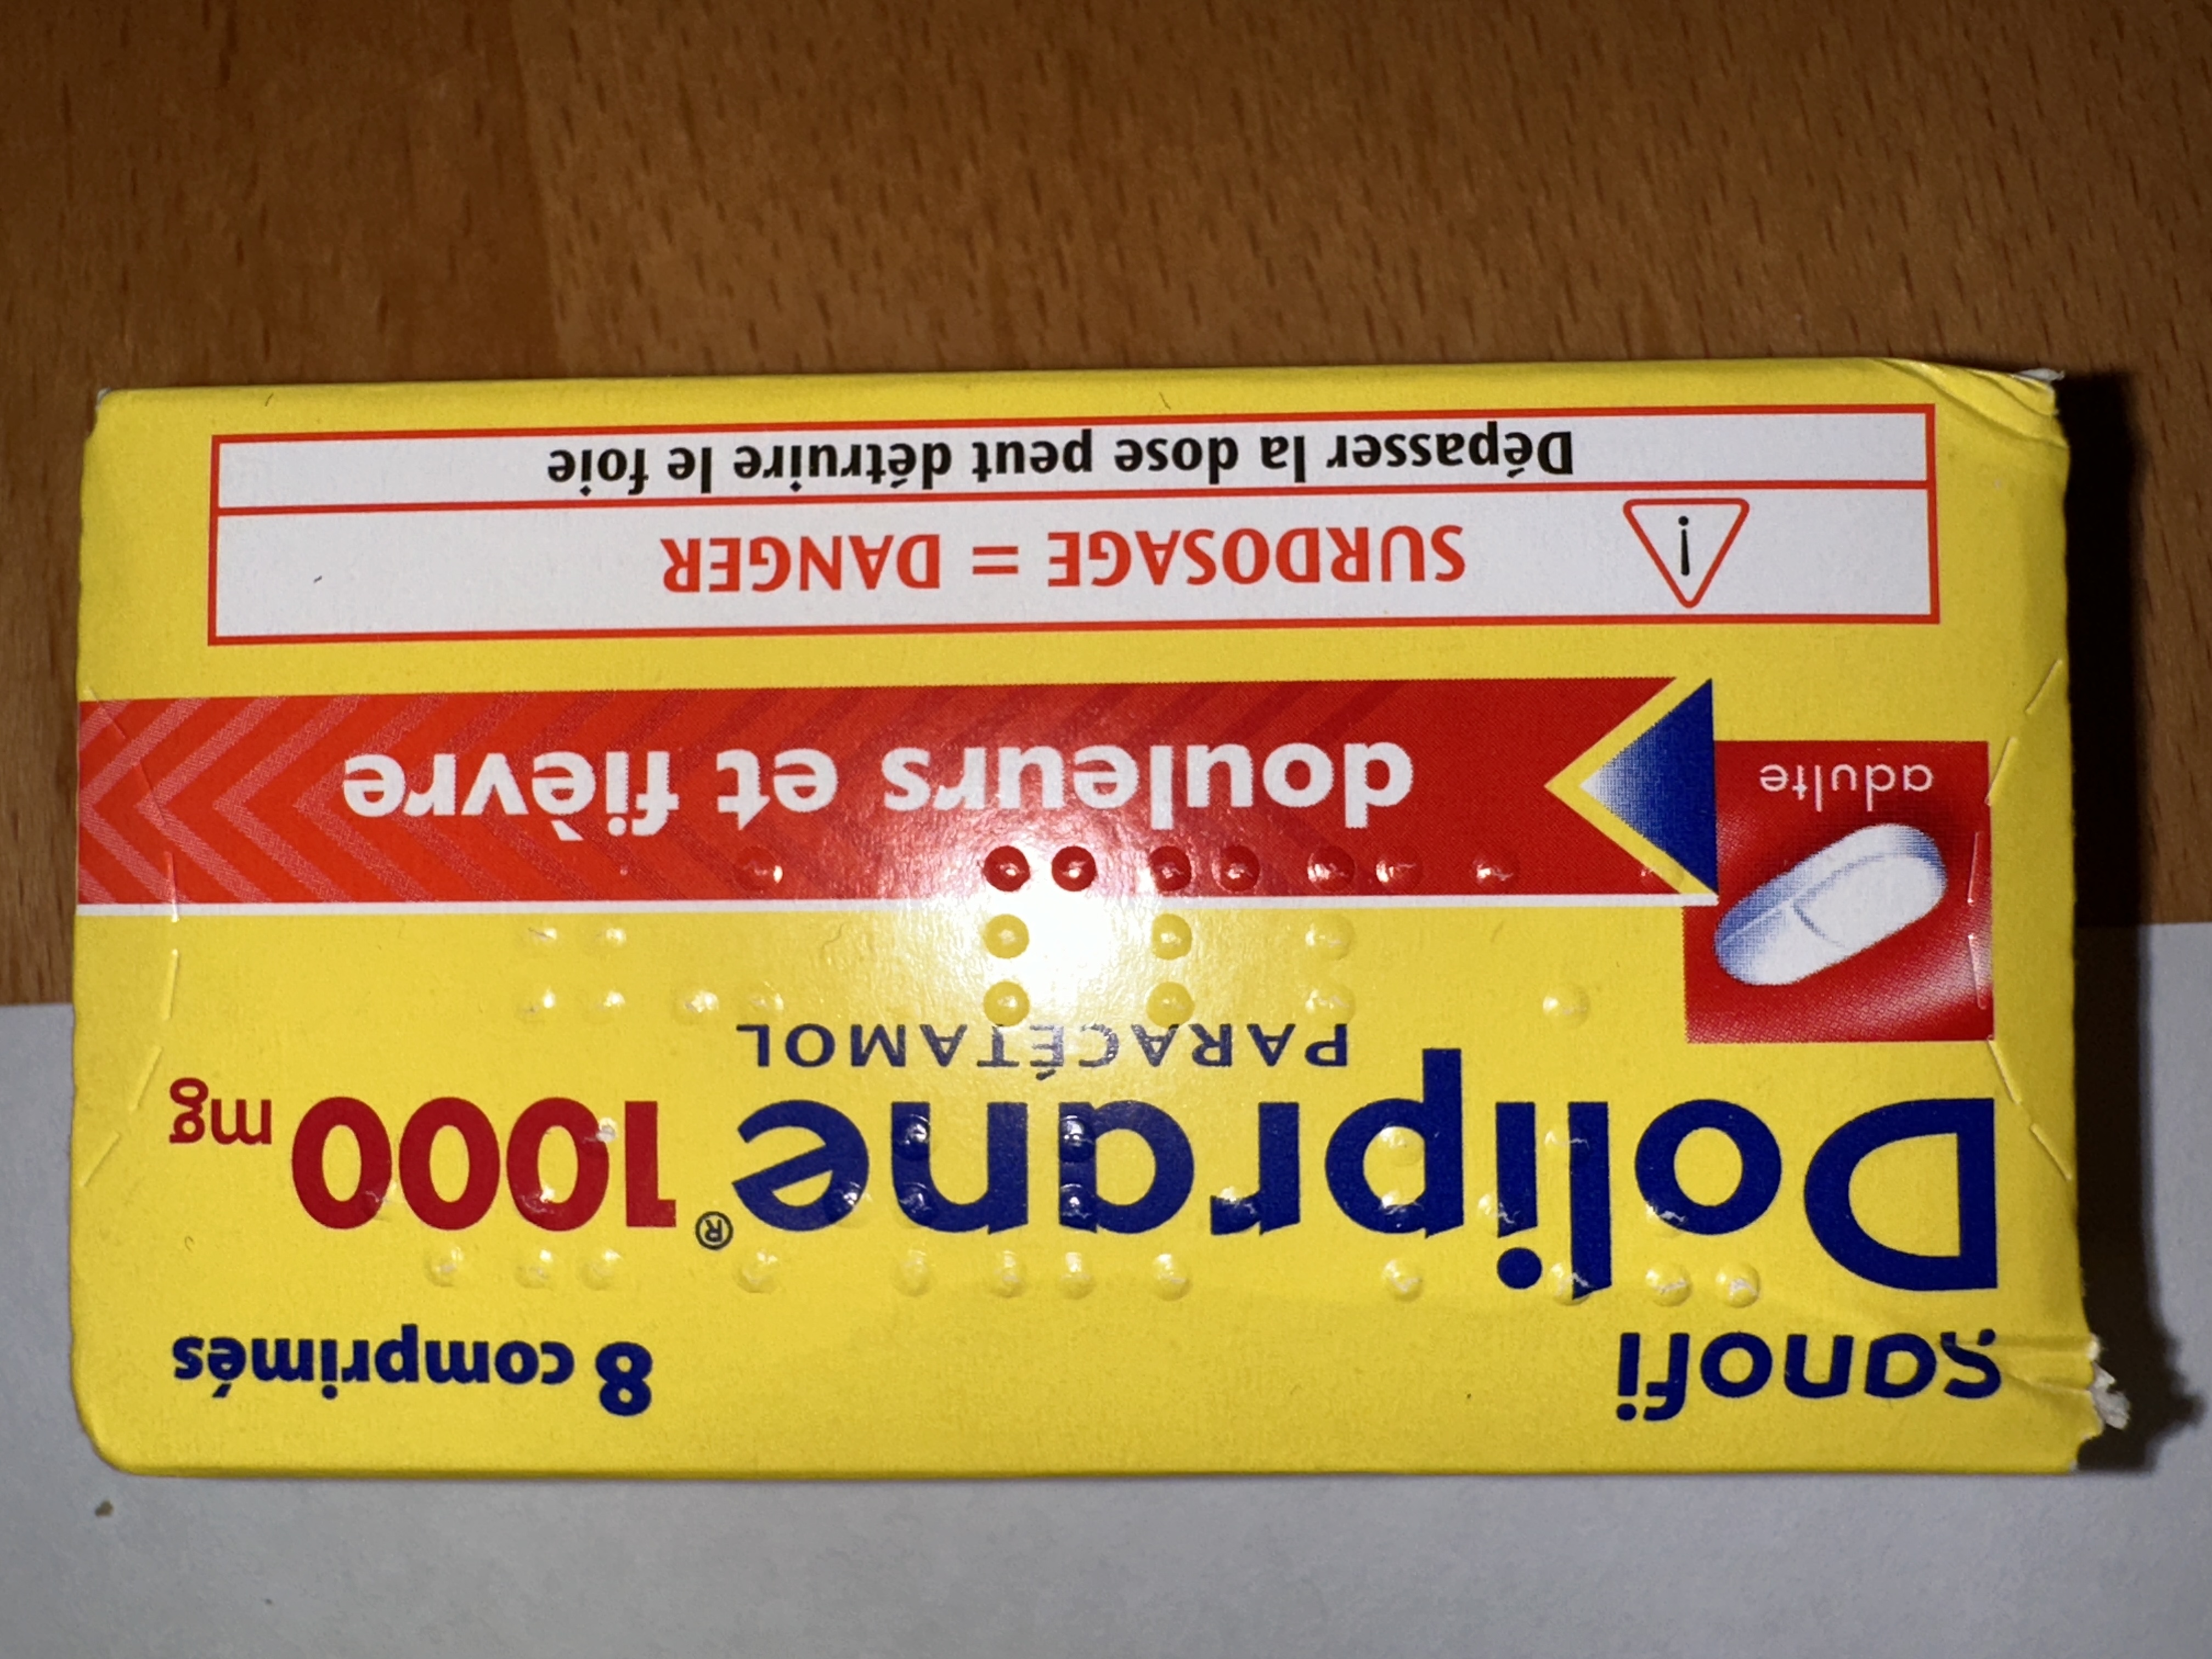 sanofi
8 comprimés
Doliprane® 1000 mg
PARACÉTAMOL
adulte
douleurs et fièvre
SURDOSAGE = DANGER
Dépasser la dose peut détruire le foie